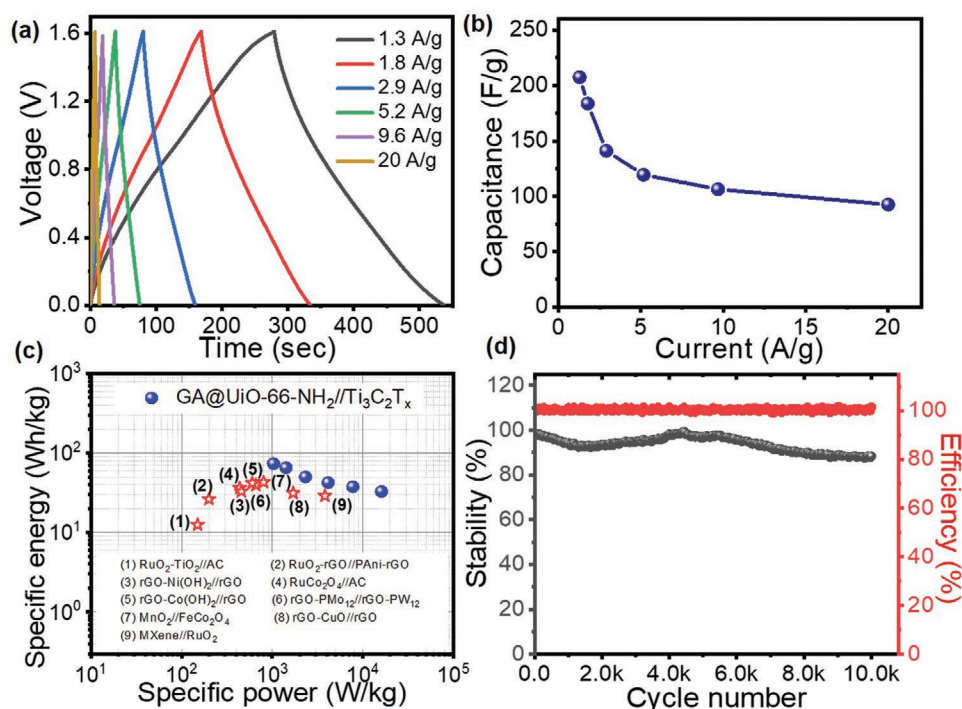 (a)
1.6
1.2
0.8
0.4
0.0
Voltage (V)
1.3 A/g
1.8 A/g
2.9 A/g
5.2 A/g
9.6 A/g
20 A/g
0 100 200 300 400 500
Time (sec)
(b)
250
200
150
100
50
0
Capacitance (F/g)
0 5 10 15 20
Current (A/g)
(c)
10³
10²
10¹
10⁰
Specific energy (Wh/kg)
GA@UiO-66-NH₂//Ti₃C₂Tₓ
(1)
(2)
(4)
(3)
(5)
(6)
(7)
(8)
(9)
(1) RuO₂-TiO₂//AC (2) RuO₂-rGO//PAni-rGO
(3) rGO-Ni(OH)₂//rGO (4) RuCo₂O₄//AC
(5) rGO-Co(OH)₂//rGO (6) rGO-PMo₁₂//rGO-PW₁₂
(7) MnO₂//FeCo₂O₄ (8) rGO-CuO//rGO
(9) MXene//RuO₂
10¹ 10² 10³ 10⁴ 10⁵
Specific power (W/kg)
(d)
120
100
80
60
40
20
0
Stability (%)
100
80
60
40
20
0
Efficiency (%)
0.0 2.0k 4.0k 6.0k 8.0k 10.0k
Cycle number